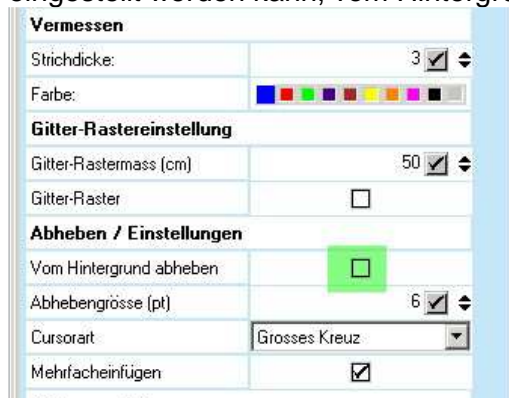 Vermessen
Strichdicke: 3
Farbe:
Gitter-Rastereinstellung
Gitter-Rastermass (cm) 50
Gitter-Raster
Abheben / Einstellungen
Vom Hintergrund abheben
Abhebengrösse (pt) 6
Cursorart Grosses Kreuz
Mehrfacheinfügen